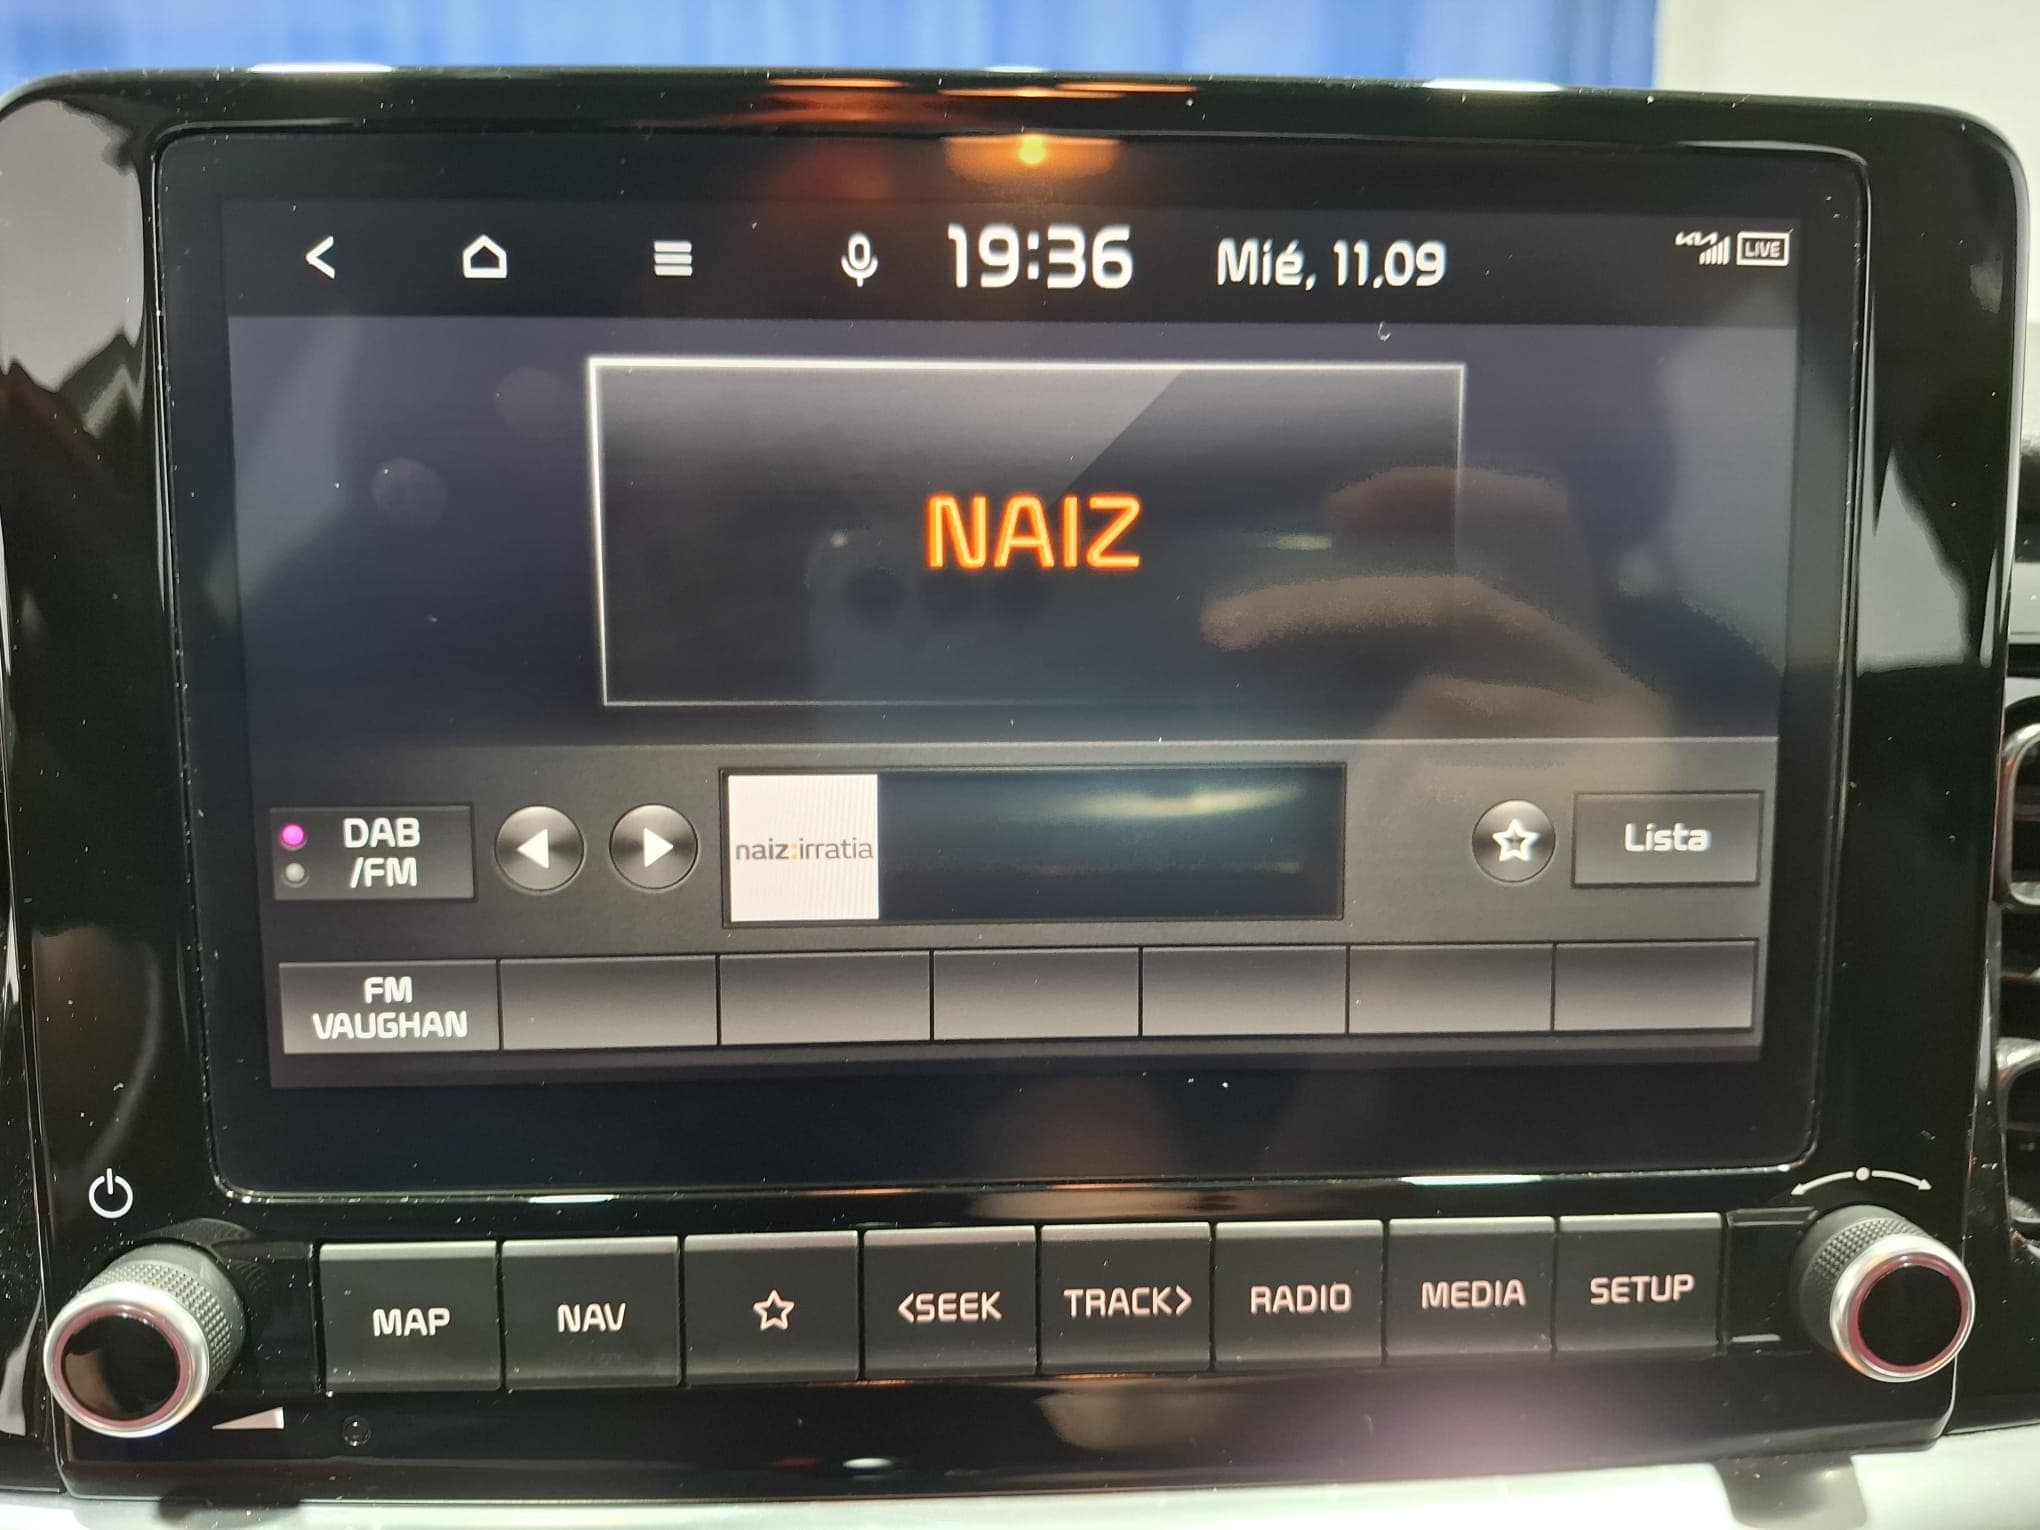 19:36
Mié, 11.09
KIA
LIVE
NAIZ
DAB
/FM
naiz:irratia
Lista
FM
VAUGHAN
MAP
NAV
<SEEK
TRACK>
RADIO
MEDIA
SETUP